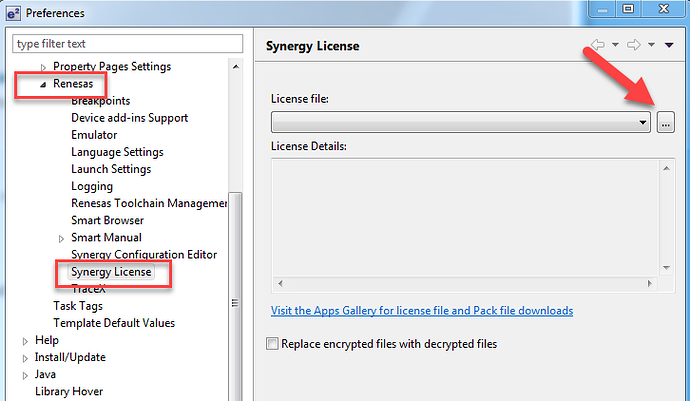 e²
Preferences
type filter text
Property Pages Settings
Renesas
Breakpoints
Device add-ins Support
Emulator
Language Settings
Launch Settings
Logging
Renesas Toolchain Managemer
Smart Browser
Smart Manual
Synergy Configuration Editor
Synergy License
TraceX
Task Tags
Template Default Values
Help
Install/Update
Java
Library Hover
Synergy License
License file:
...
License Details:
Visit the Apps Gallery for license file and Pack file downloads
Replace encrypted files with decrypted files